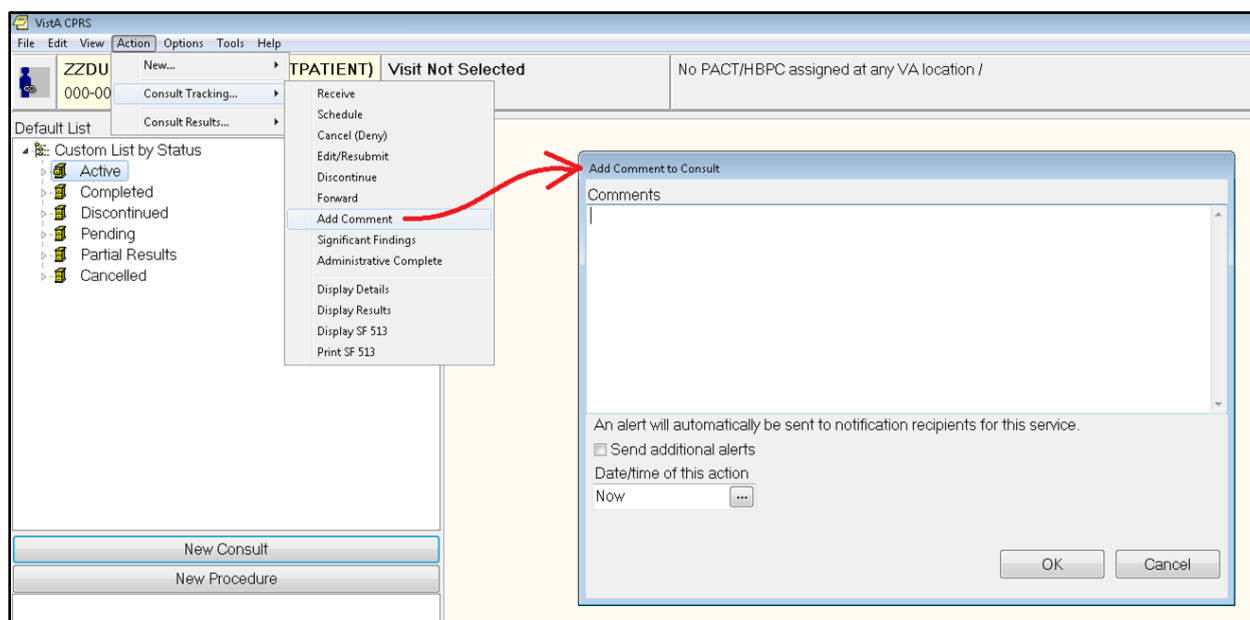 VistA CPRS
File Edit View Action Options Tools Help
ZZDU
000-00
TPATIENT)
Visit Not Selected
No PACT/HBPC assigned at any VA location /
New...
Consult Tracking...
Consult Results...
Receive
Schedule
Cancel (Deny)
Edit/Resubmit
Discontinue
Forward
Add Comment
Significant Findings
Administrative Complete
Display Details
Display Results
Display SF 513
Print SF 513
Default List
Custom List by Status
Active
Completed
Discontinued
Pending
Partial Results
Cancelled
New Consult
New Procedure
Add Comment to Consult
Comments
An alert will automatically be sent to notification recipients for this service.
Send additional alerts
Date/time of this action
Now
...
OK Cancel